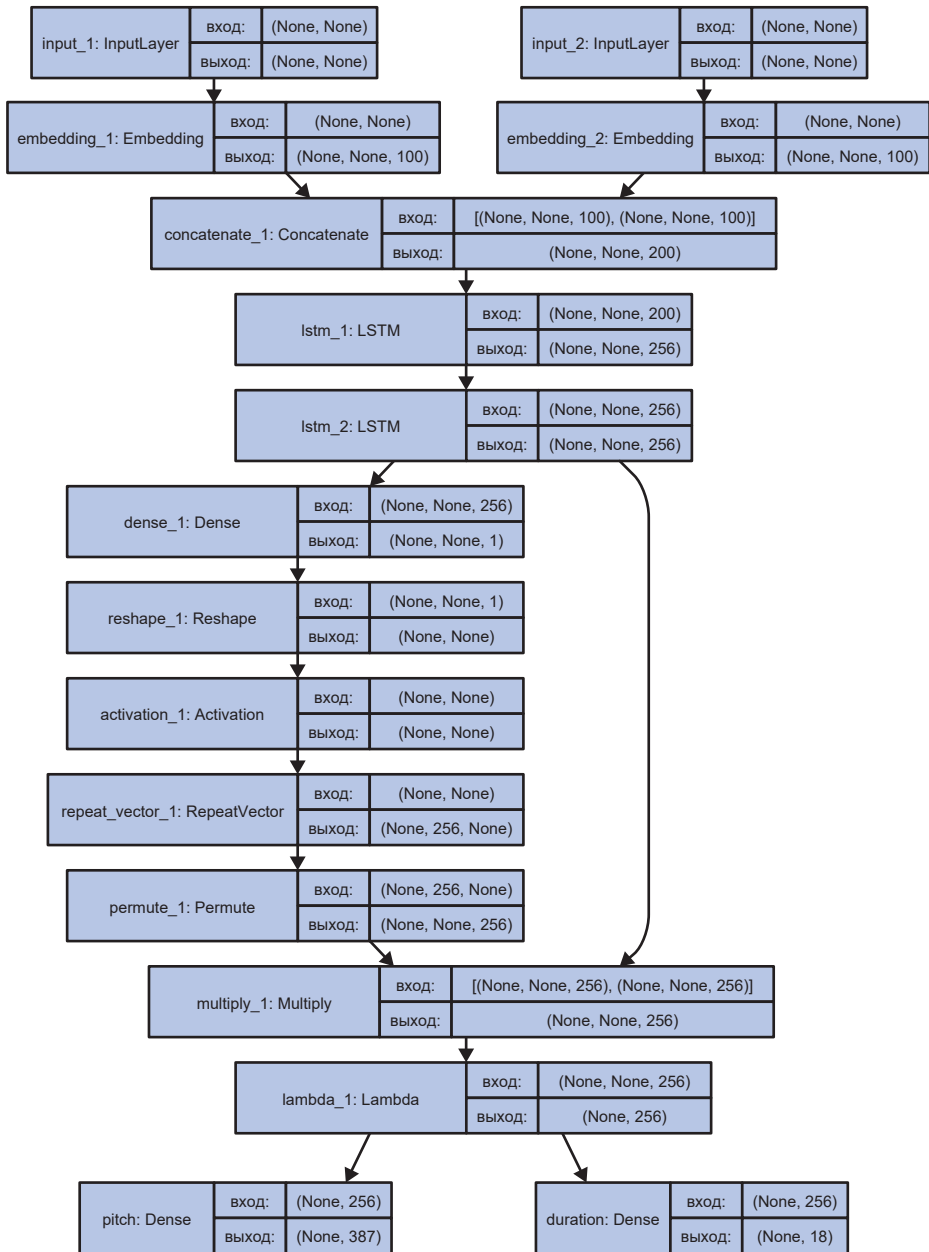 input_1: InputLayer
вход: (None, None)
выход: (None, None)
input_2: InputLayer
вход: (None, None)
выход: (None, None)
embedding_1: Embedding
вход: (None, None)
выход: (None, None, 100)
embedding_2: Embedding
вход: (None, None)
выход: (None, None, 100)
concatenate_1: Concatenate
вход: [(None, None, 100), (None, None, 100)]
выход: (None, None, 200)
lstm_1: LSTM
вход: (None, None, 200)
выход: (None, None, 256)
lstm_2: LSTM
вход: (None, None, 256)
выход: (None, None, 256)
dense_1: Dense
вход: (None, None, 256)
выход: (None, None, 1)
reshape_1: Reshape
вход: (None, None, 1)
выход: (None, None)
activation_1: Activation
вход: (None, None)
выход: (None, None)
repeat_vector_1: RepeatVector
вход: (None, None)
выход: (None, 256, None)
permute_1: Permute
вход: (None, 256, None)
выход: (None, None, 256)
multiply_1: Multiply
вход: [(None, None, 256), (None, None, 256)]
выход: (None, None, 256)
lambda_1: Lambda
вход: (None, None, 256)
выход: (None, 256)
pitch: Dense
вход: (None, 256)
выход: (None, 387)
duration: Dense
вход: (None, 256)
выход: (None, 18)